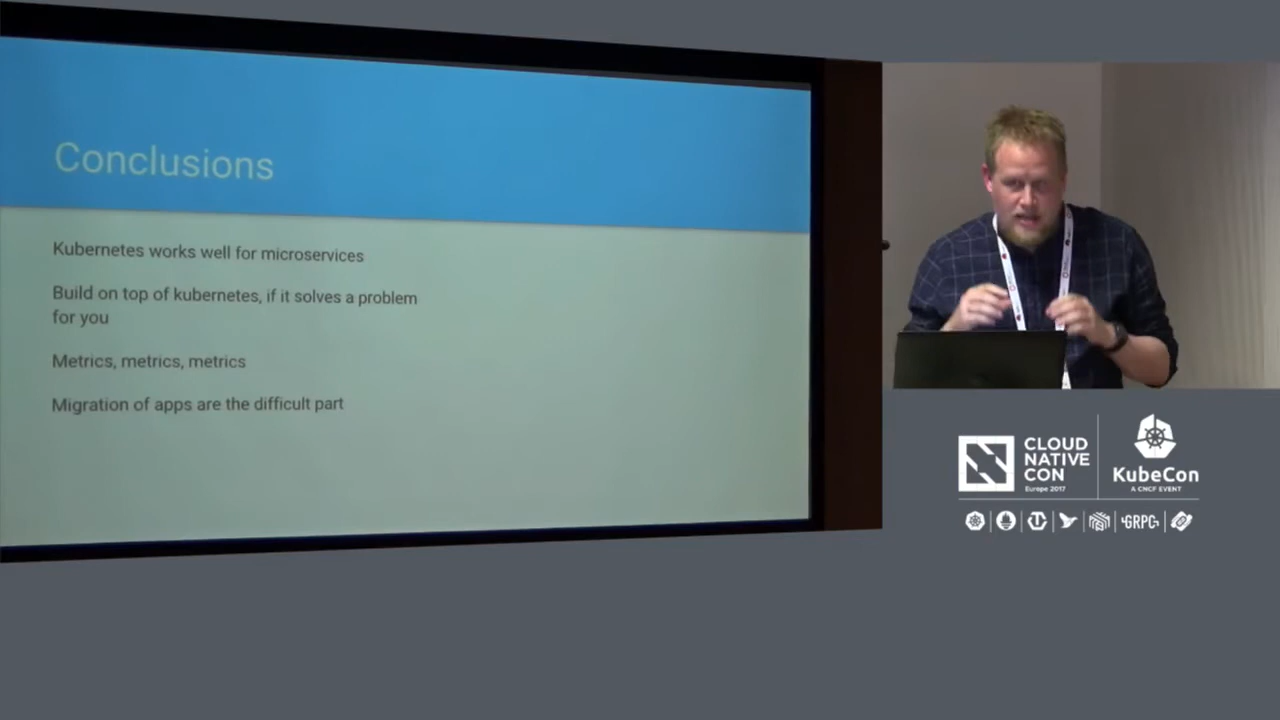 Conclusions
Kubernetes works well for microservices
Build on top of kubernetes, if it solves a problem
for you
Metrics, metrics, metrics
Migration of apps are the difficult part
CLOUD
NATIVE
CON
Europe 2017
KubeCon
A CNCF EVENT
GRPC